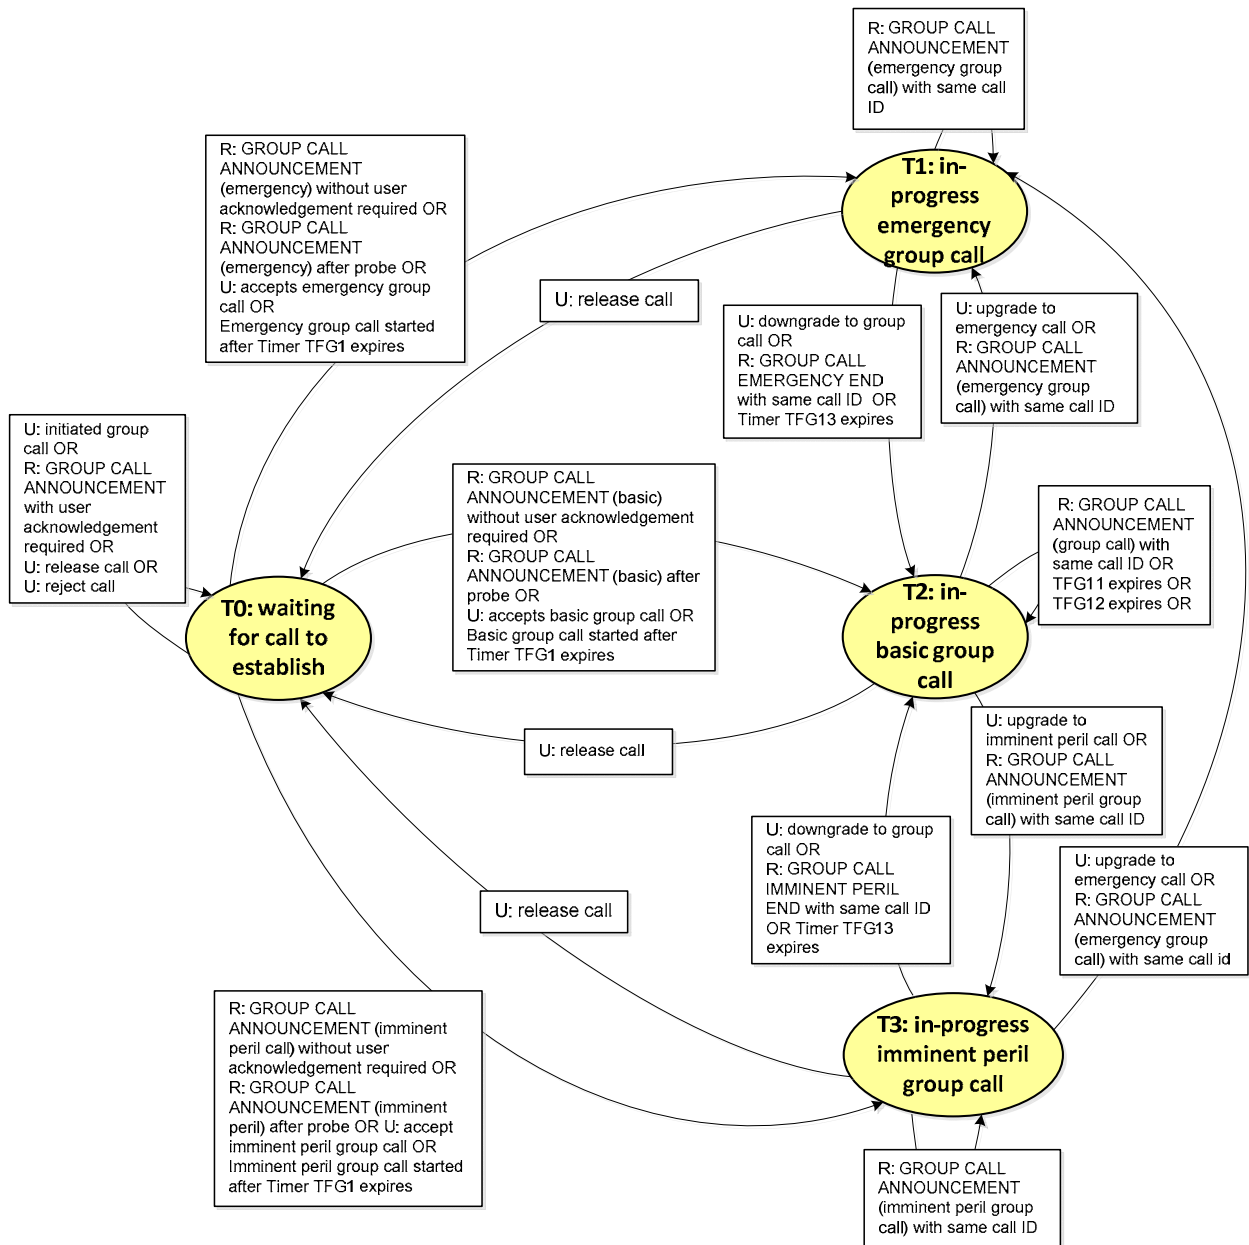 R: GROUP CALL
ANNOUNCEMENT
(emergency group
call) with same call
ID
T1: in-
progress
emergency
group call
R: GROUP CALL
ANNOUNCEMENT
(emergency) without user
acknowledgement required OR
R: GROUP CALL
ANNOUNCEMENT
(emergency) after probe OR
U: accepts emergency group
call OR
Emergency group call started
after Timer TFG1 expires
U: release call
U: downgrade to group
call OR
R: GROUP CALL
EMERGENCY END
with same call ID OR
Timer TFG13 expires
U: upgrade to
emergency call OR
R: GROUP CALL
ANNOUNCEMENT
(emergency group
call) with same call ID
U: initiated group
call OR
R: GROUP CALL
ANNOUNCEMENT
with user
acknowledgement
required OR
U: release call OR
U: reject call
R: GROUP CALL
ANNOUNCEMENT (basic)
without user acknowledgement
required OR
R: GROUP CALL
ANNOUNCEMENT (basic) after
probe OR
U: accepts basic group call OR
Basic group call started after
Timer TFG1 expires
R: GROUP CALL
ANNOUNCEMENT
(group call) with
same call ID OR
TFG11 expires OR
TFG12 expires OR
T0: waiting
for call to
establish
T2: in-
progress
basic group
call
U: release call
U: upgrade to
imminent peril call OR
R: GROUP CALL
ANNOUNCEMENT
(imminent peril group
call) with same call ID
U: downgrade to group
call OR
R: GROUP CALL
IMMINENT PERIL
END with same call ID
OR Timer TFG13
expires
U: upgrade to
emergency call OR
R: GROUP CALL
ANNOUNCEMENT
(emergency group
call) with same call id
U: release call
R: GROUP CALL
ANNOUNCEMENT (imminent
peril call) without user
acknowledgement required OR
R: GROUP CALL
ANNOUNCEMENT (imminent
peril) after probe OR U: accept
imminent peril group call OR
Imminent peril group call started
after Timer TFG1 expires
T3: in-progress
imminent peril
group call
R: GROUP CALL
ANNOUNCEMENT
(imminent peril group
call) with same call ID